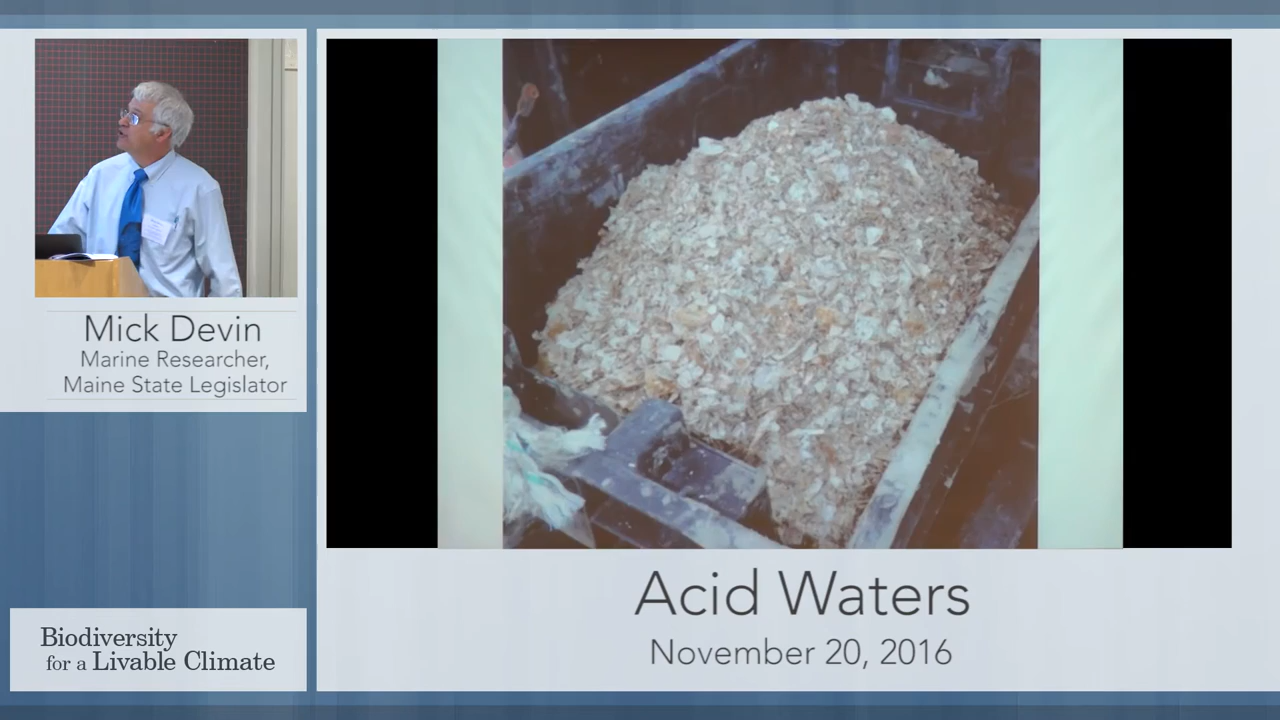 Mick Devin
Marine Researcher,
Maine State Legislator
Acid Waters
November 20, 2016
Biodiversity
for a Livable Climate